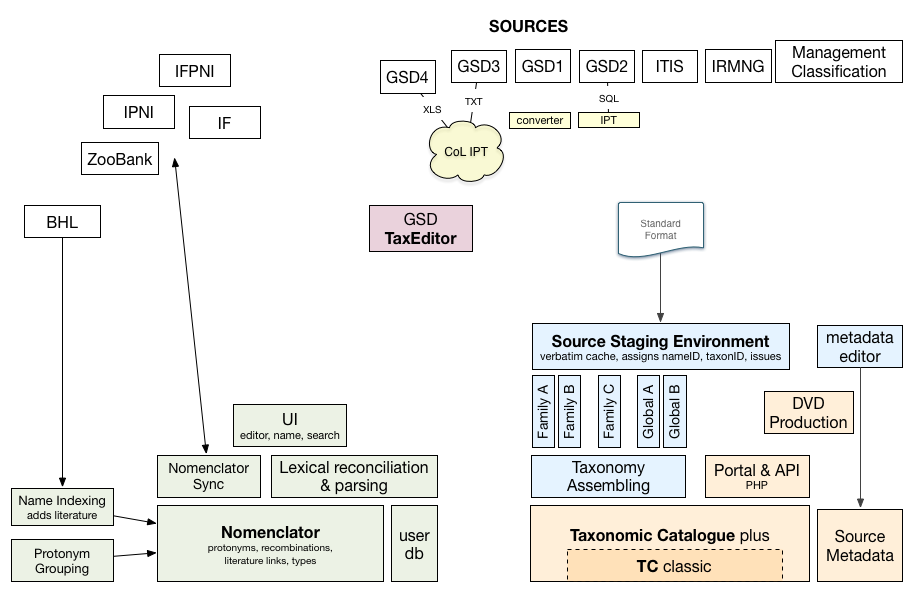 SOURCES
IFPNI
GSD4
GSD3
GSD1
GSD2
ITIS
IRMNG
Management
Classification
IPNI
IF
XLS
TXT
SQL
converter
IPT
ZooBank
CoL IPT
BHL
GSD
TaxEditor
Standard
Format
Source Staging Environment
verbatim cache, assigns nameID, taxonID, issues
metadata
editor
Family A
Family B
Family C
Global A
Global B
DVD
Production
UI
editor, name, search
Nomenclator
Sync
Lexical reconciliation
& parsing
Taxonomy
Assembling
Portal & API
PHP
Name Indexing
adds literature
Protonym
Grouping
Nomenclator
protonyms, recombinations,
literature links, types
user
db
Taxonomic Catalogue plus
TC classic
Source
Metadata